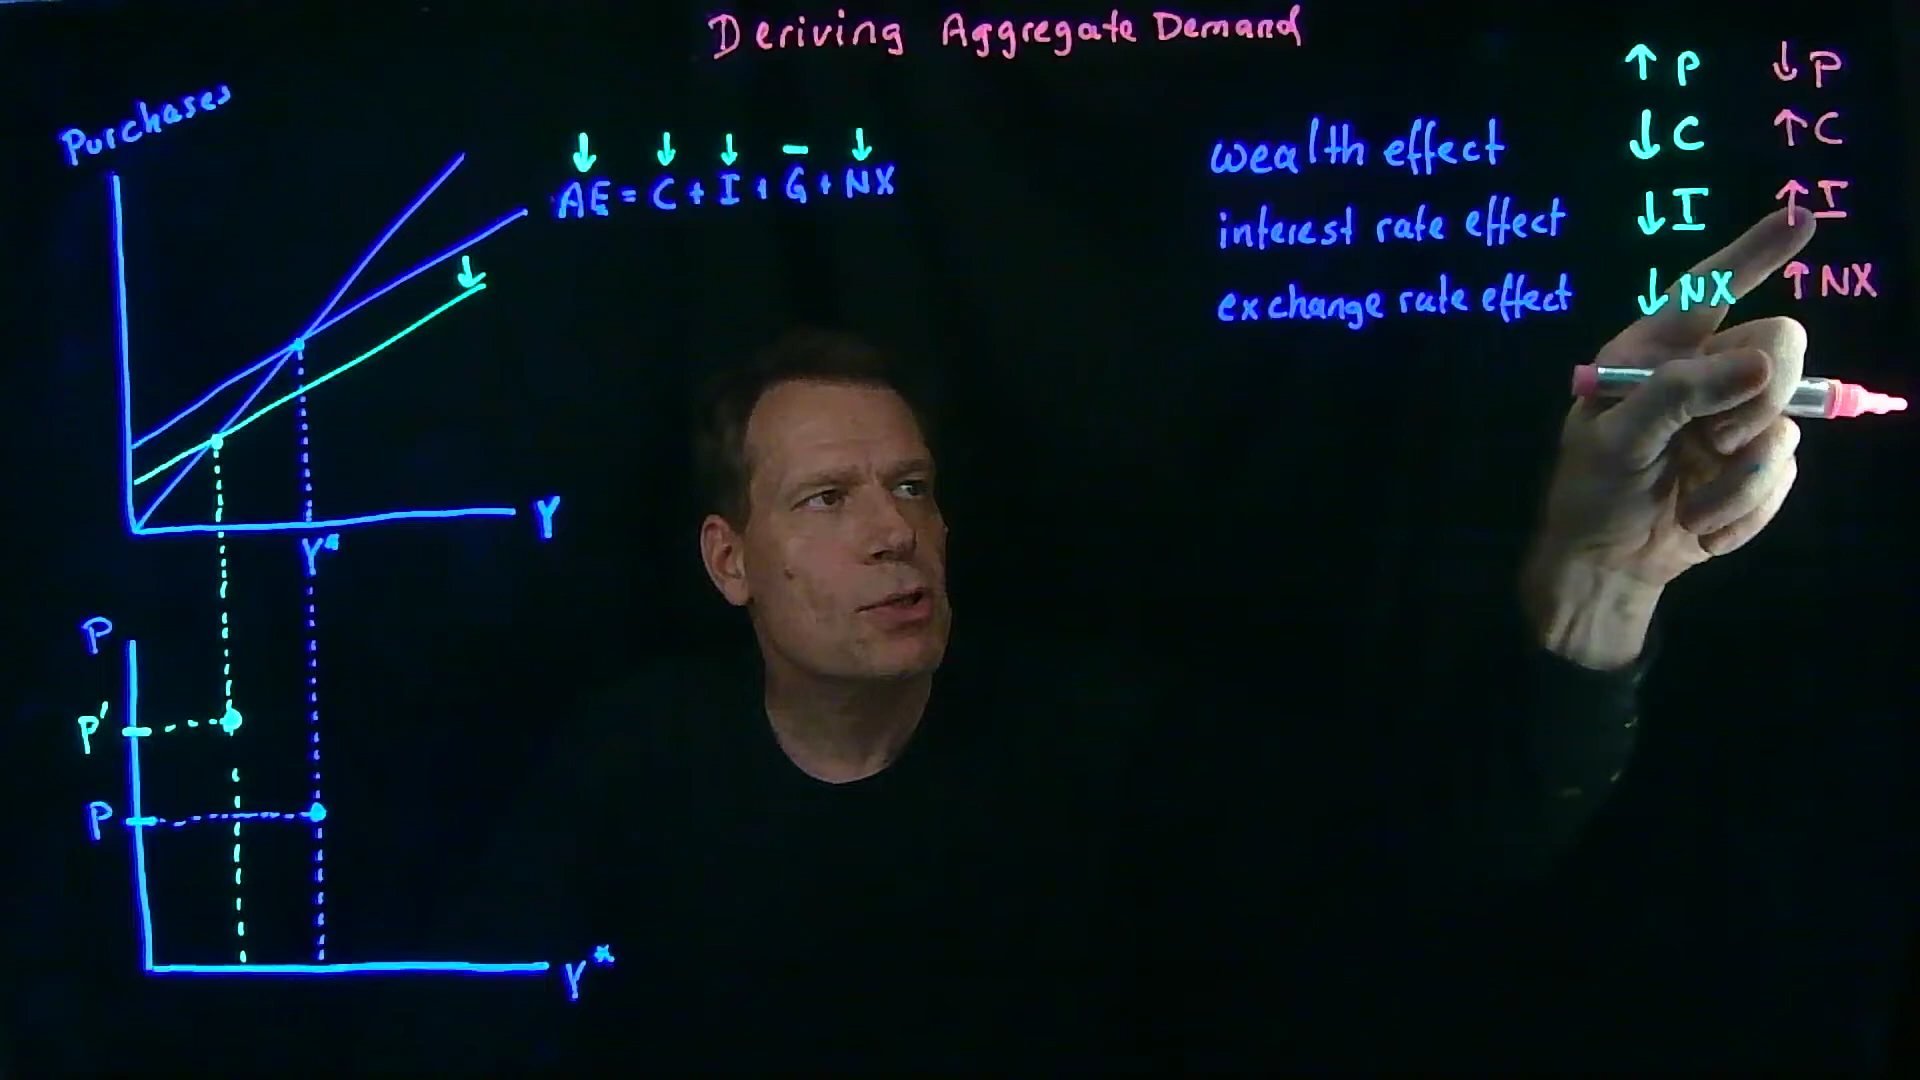 Deriving Aggregate Demand
Purchases
↓ ↓ ↓ — ↓
AE = C + I + G + NX
↓
Y
Y*
P
P'
P
Y*
↑ P ↓ P
wealth effect ↓ C ↑ C
interest rate effect ↓ I ↑ I
exchange rate effect ↓ NX ↑ NX